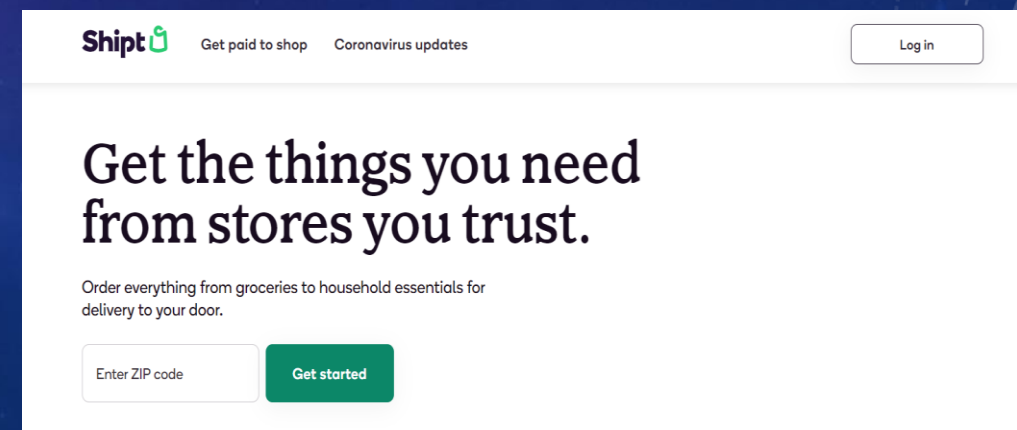 Shipt
Get paid to shop
Coronavirus updates
Log in
Get the things you need
from stores you trust.
Order everything from groceries to household essentials for
delivery to your door.
Enter ZIP code
Get started